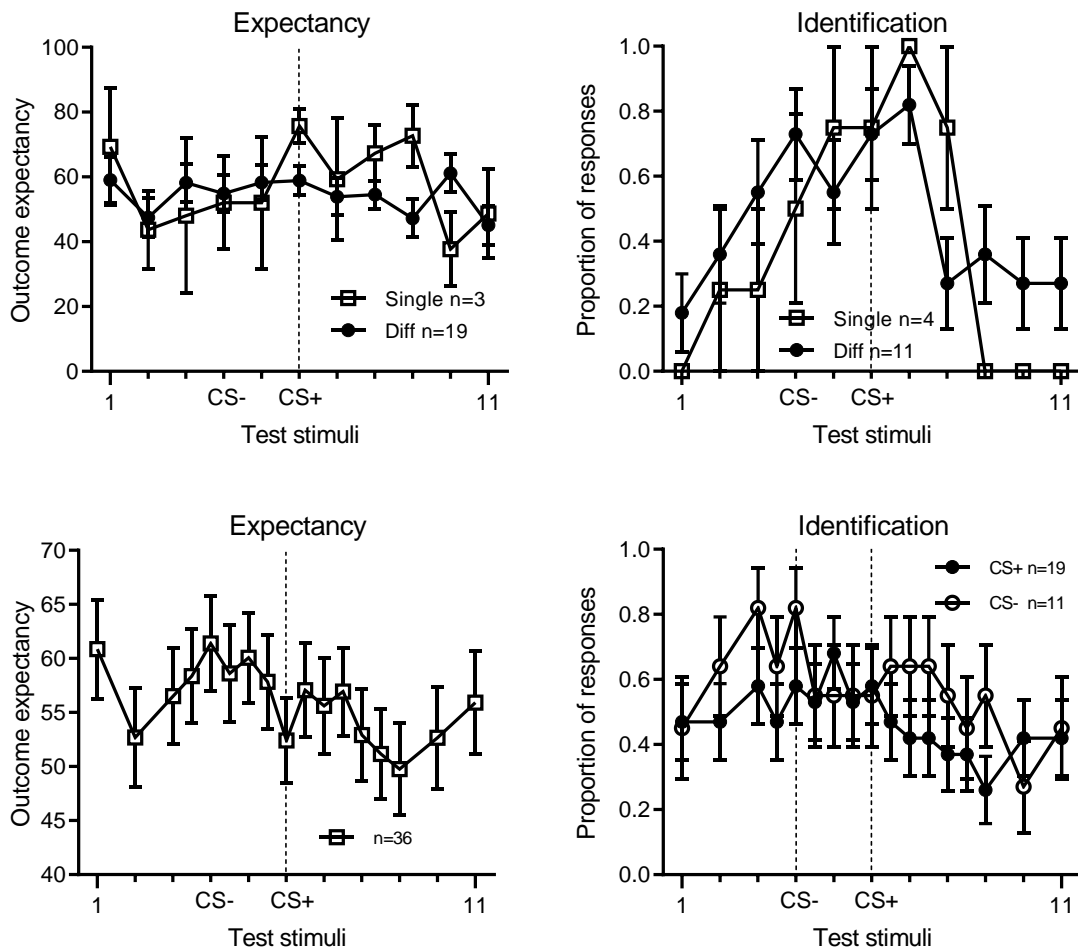 Expectancy
100
80
60
40
20
0
Outcome expectancy
Single n=3
Diff n=19
1
CS-
CS+
11
Test stimuli
Identification
1.0
0.8
0.6
0.4
0.2
0.0
Proportion of responses
Single n=4
Diff n=11
1
CS-
CS+
11
Test stimuli
Expectancy
70
65
60
55
50
45
40
Outcome expectancy
n=36
1
CS-
CS+
11
Test stimuli
Identification
1.0
0.8
0.6
0.4
0.2
0.0
Proportion of responses
CS+ n=19
CS- n=11
1
CS-
CS+
11
Test stimuli